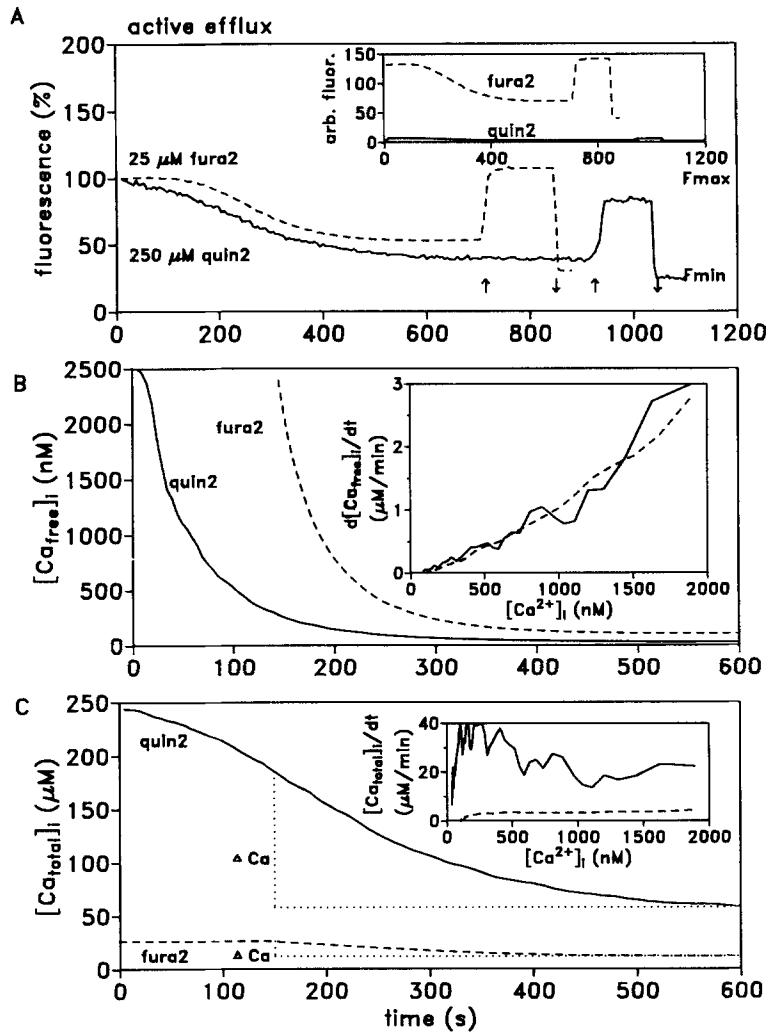 A
active efflux
fluorescence (%)
200
150
100
50
0
25 μM fura2
250 μM quin2
arb. fluor.
150
100
50
0
fura2
quin2
0 400 800 1200
Fmax
Fmin
0 200 400 600 800 1000 1200
B
[Ca_free]_i (nM)
2500
2000
1500
1000
500
0
quin2
fura2
d[Ca_free]_i/dt
(μM/min)
3
2
1
0
0 500 1000 1500 2000
[Ca²⁺]_i (nM)
0 100 200 300 400 500 600
C
[Ca_total]_i (μM)
250
200
150
100
50
0
quin2
Δ Ca
fura2
Δ Ca
[Ca_total]_i/dt
(μM/min)
40
20
0
0 500 1000 1500 2000
[Ca²⁺]_i (nM)
0 100 200 300 400 500 600
time (s)